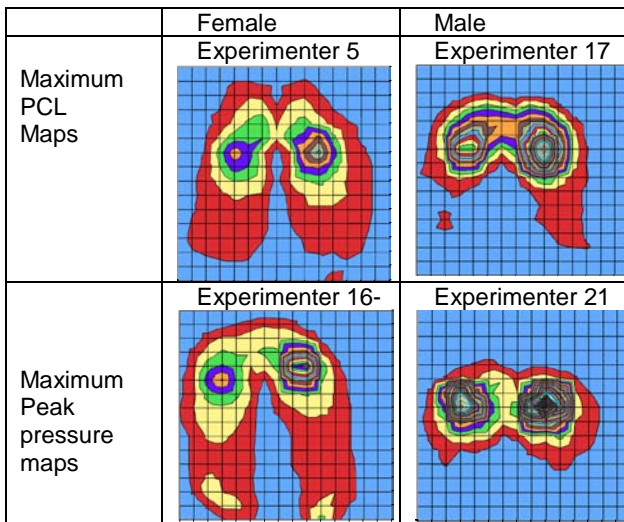 Female Male
Maximum
PCL
Maps
Experimenter 5 Experimenter 17
Maximum
Peak
pressure
maps
Experimenter 16- Experimenter 21